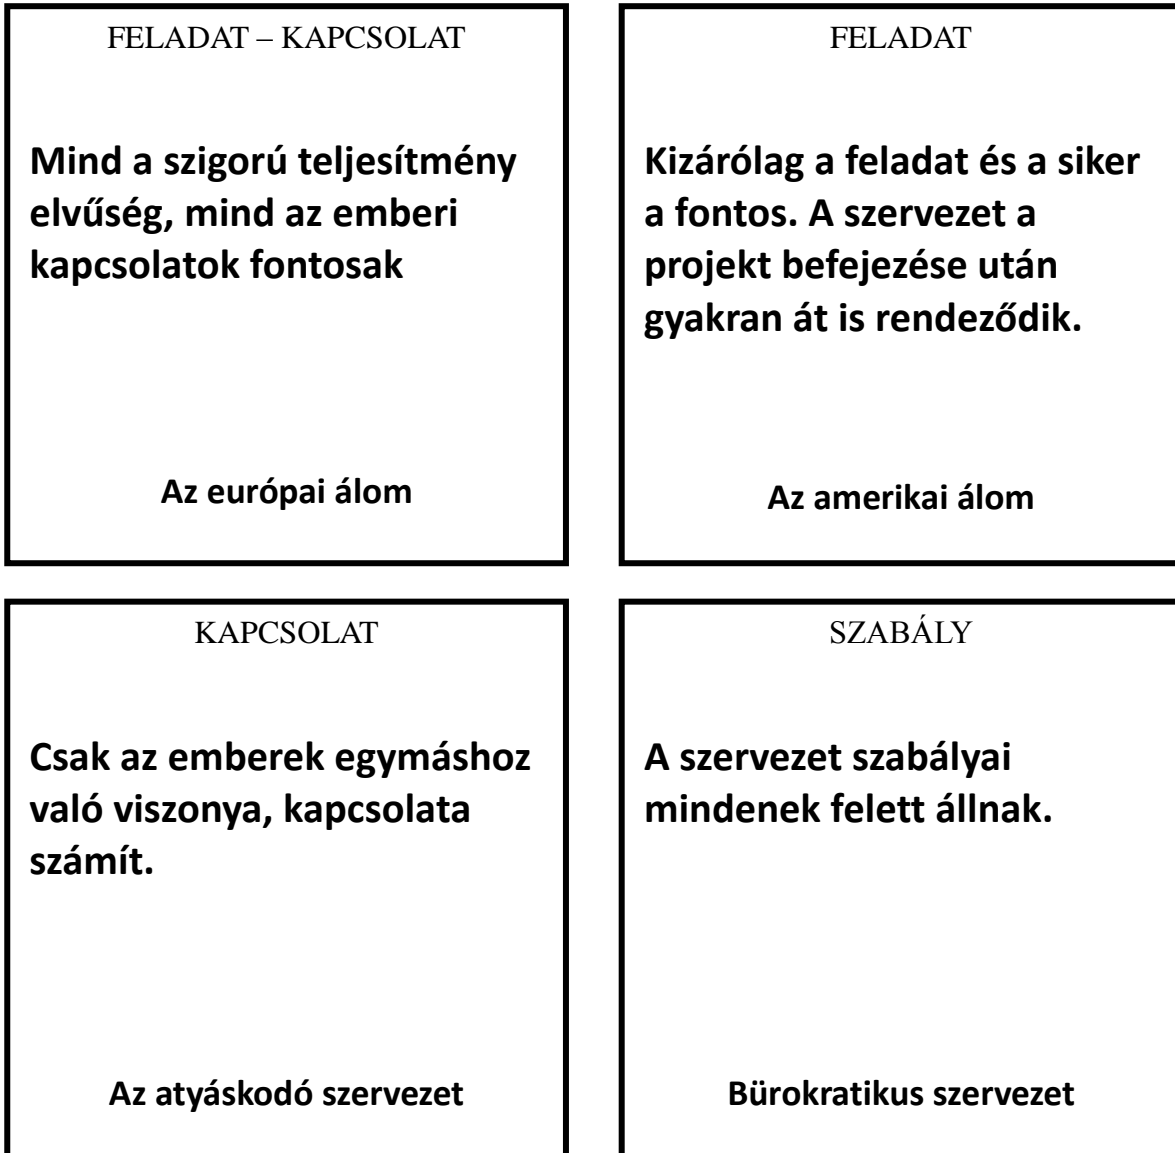 FELADAT – KAPCSOLAT
Mind a szigorú teljesítmény
elvűség, mind az emberi
kapcsolatok fontosak
Az európai álom
FELADAT
Kizárólag a feladat és a siker
a fontos. A szervezet a
projekt befejezése után
gyakran át is rendeződik.
Az amerikai álom
KAPCSOLAT
Csak az emberek egymáshoz
való viszonya, kapcsolata
számít.
Az atyáskodó szervezet
SZABÁLY
A szervezet szabályai
mindenek felett állnak.
Bürokratikus szervezet